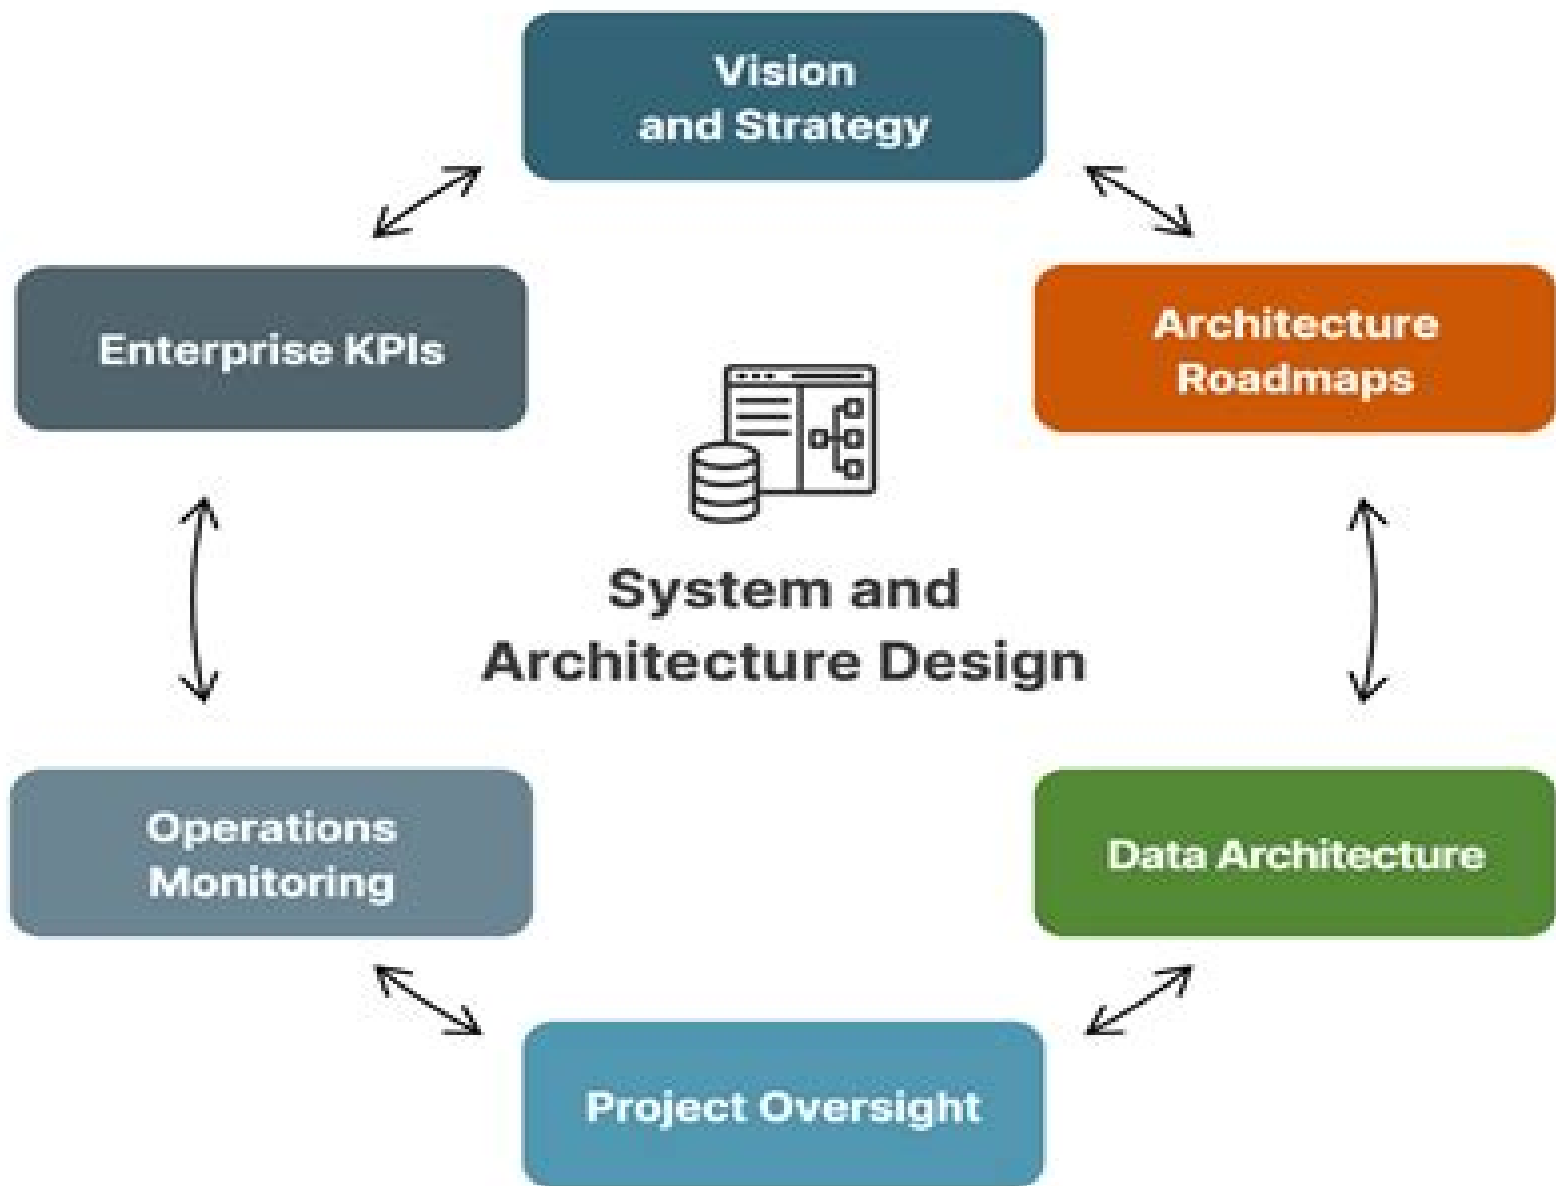 Vision
and Strategy
Enterprise KPIs
Architecture
Roadmaps
System and
Architecture Design
Operations
Monitoring
Data Architecture
Project Oversight